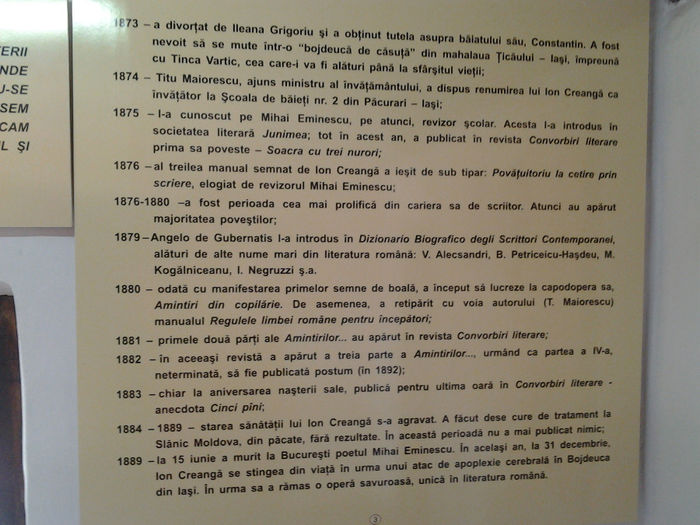 ERII
NDE
U-SE
SEM
CAM
L ŞI
1873 – a divorţat de Ileana Grigoriu şi a obţinut tutela asupra băiatului său, Constantin. A fost
nevoit să se mute într-o “bojdeucă de căsuţă” din mahalaua Ţicăului – Iaşi, împreună
cu Tinca Vartic, cea care-i va fi alături până la sfârşitul vieţii;
1874 – Titu Maiorescu, ajuns ministru al învăţământului, a dispus renumirea lui Ion Creangă ca
învăţător la Şcoala de băieţi nr. 2 din Păcurari – Iaşi;
1875 – l-a cunoscut pe Mihai Eminescu, pe atunci, revizor şcolar. Acesta l-a introdus în
societatea literară Junimea; tot în acest an, a publicat în revista Convorbiri literare
prima sa poveste – Soacra cu trei nurori;
1876 – al treilea manual semnat de Ion Creangă a ieşit de sub tipar: Povăţuitoriu la cetire prin
scriere, elogiat de revizorul Mihai Eminescu;
1876-1880 –a fost perioada cea mai prolifică din cariera sa de scriitor. Atunci au apărut
majoritatea poveştilor;
1879–Angelo de Gubernatis l-a introdus în Dizionario Biografico degli Scrittori Contemporanei,
alături de alte nume mari din literatura română: V. Alecsandri, B. Petriceicu-Haşdeu, M.
Kogălniceanu, I. Negruzzi ş.a.
1880 – odată cu manifestarea primelor semne de boală, a început să lucreze la capodopera sa,
Amintiri din copilărie. De asemenea, a retipărit cu voia autorului (T. Maiorescu)
manualul Regulele limbei române pentru începători;
1881 – primele două părţi ale Amintirilor... au apărut în revista Convorbiri literare;
1882 – în aceeaşi revistă a apărut a treia parte a Amintirilor..., urmând ca partea a IV-a,
neterminată, să fie publicată postum (în 1892);
1883 – chiar la aniversarea naşterii sale, publică pentru ultima oară în Convorbiri literare -
anecdota Cinci pîni;
1884 – 1889 – starea sănătăţii lui Ion Creangă s-a agravat. A făcut dese cure de tratament la
Slănic Moldova, din păcate, fără rezultate. În această perioadă nu a mai publicat nimic;
1889 –la 15 iunie a murit la Bucureşti poetul Mihai Eminescu. În acelaşi an, la 31 decembrie,
Ion Creangă se stingea din viaţă în urma unui atac de apoplexie cerebrală în Bojdeuca
din Iaşi. În urma sa a rămas o operă savuroasă, unică în literatura română.
3